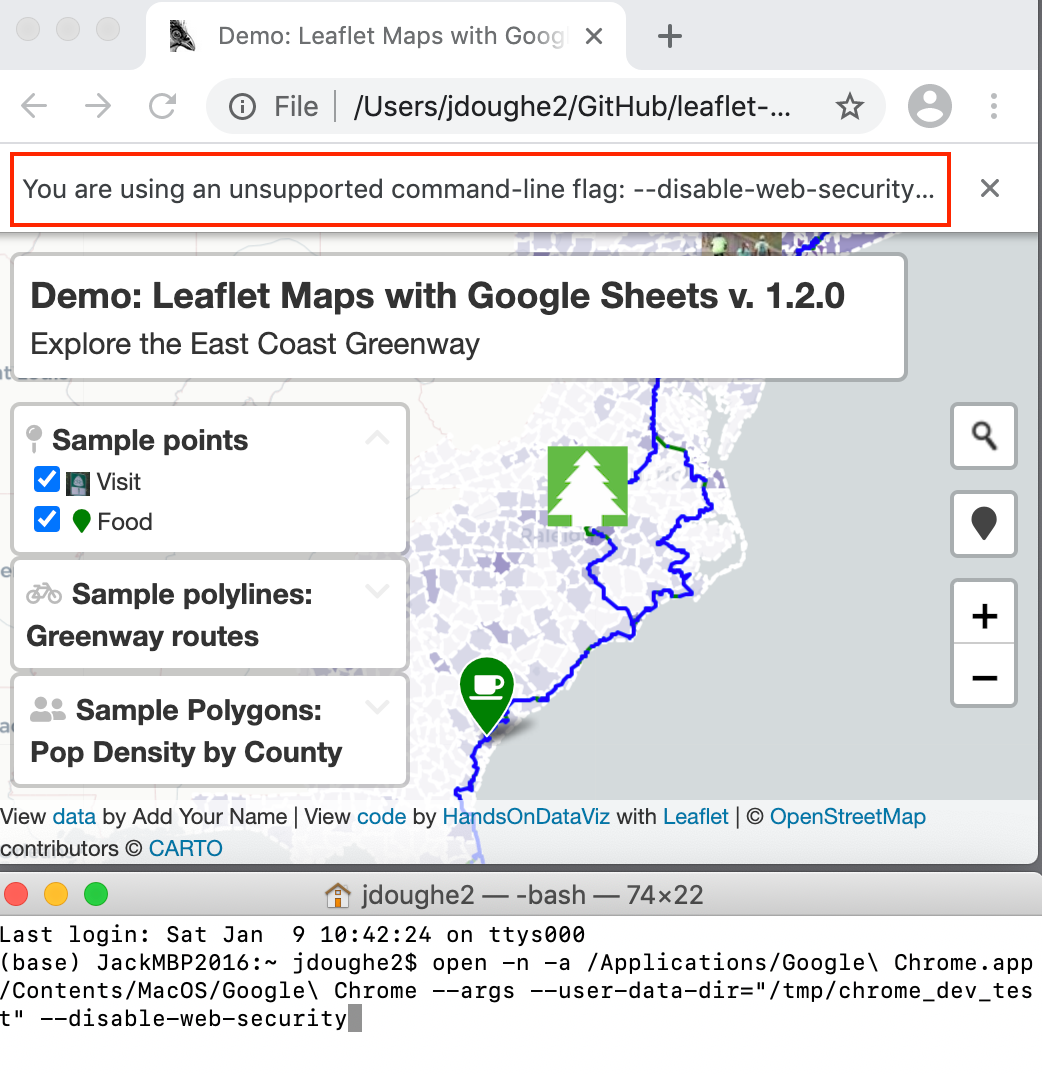 Demo: Leaflet Maps with Goog
File | /Users/jdoughe2/GitHub/leaflet-...
You are using an unsupported command-line flag: --disable-web-security...
Demo: Leaflet Maps with Google Sheets v. 1.2.0
Explore the East Coast Greenway
Sample points
Visit
Food
Raleigh
Sample polylines:
Greenway routes
Sample Polygons:
Pop Density by County
+
−
View data by Add Your Name | View code by HandsOnDataViz with Leaflet | © OpenStreetMap
contributors © CARTO
jdoughe2 — -bash — 74×22
Last login: Sat Jan  9 10:42:24 on ttys000
(base) JackMBP2016:~ jdoughe2$ open -n -a /Applications/Google\ Chrome.app
/Contents/MacOS/Google\ Chrome --args --user-data-dir="/tmp/chrome_dev_tes
t" --disable-web-security